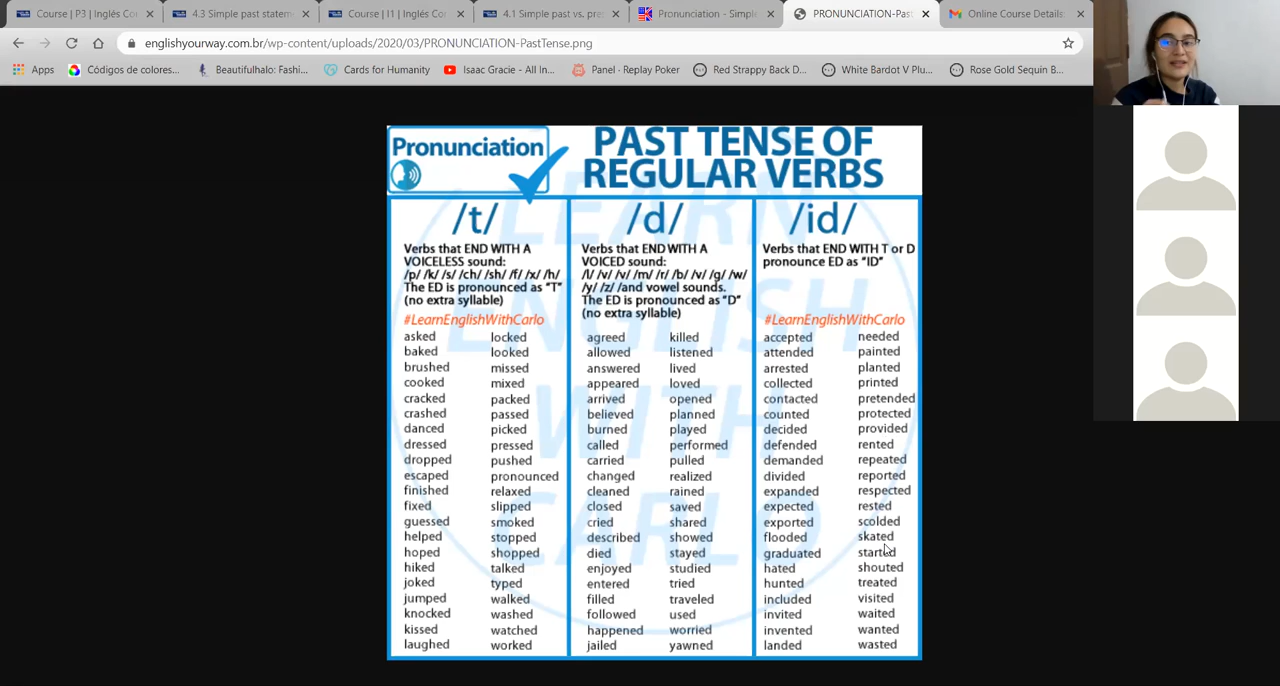 Course | P3 | Inglés Co
4.3 Simple past statem
Course | I1 | Inglés Co
4.1 Simple past vs. pre
Pronunciation - Simple
PRONUNCIATION-Past
Online Course Details;
englishyourway.com.br/wp-content/uploads/2020/03/PRONUNCIATION-PastTense.png
Apps
Códigos de colores...
Beautifulhalo: Fashi...
Cards for Humanity
Isaac Gracie - All In...
Panel · Replay Poker
Red Strappy Back D...
White Bardot V Plu...
Rose Gold Sequin B...
Pronunciation
PAST TENSE OF
REGULAR VERBS
/t/
Verbs that END WITH A
VOICELESS sound:
/p/ /k/ /s/ /ch/ /sh/ /f/ /x/ /h/
The ED is pronounced as "T"
(no extra syllable)
#LearnEnglishWithCarlo
asked locked
baked looked
brushed missed
cooked mixed
cracked packed
crashed passed
danced picked
dressed pressed
dropped pushed
escaped pronounced
finished relaxed
fixed slipped
guessed smoked
helped stopped
hoped shopped
hiked talked
joked typed
jumped walked
knocked washed
kissed watched
laughed worked
/d/
Verbs that END WITH A
VOICED sound:
/l/ /v/ /v/ /m/ /r/ /b/ /v/ /g/ /w/
/y/ /z/ /and vowel sounds.
The ED is pronounced as "D"
(no extra syllable)
agreed killed
allowed listened
answered lived
appeared loved
arrived opened
believed planned
burned played
called performed
carried pulled
changed realized
cleaned rained
closed saved
cried shared
described showed
died stayed
enjoyed studied
entered tried
filled traveled
followed used
happened worried
jailed yawned
/id/
Verbs that END WITH T or D
pronounce ED as "ID"
#LearnEnglishWithCarlo
accepted needed
attended painted
arrested planted
collected printed
contacted pretended
counted protected
decided provided
defended rented
demanded repeated
divided reported
expanded respected
expected rested
exported scolded
flooded skated
graduated started
hated shouted
hunted treated
included visited
invited waited
invented wanted
landed wasted
LEARN
ENGLISH
WITH
CARLO